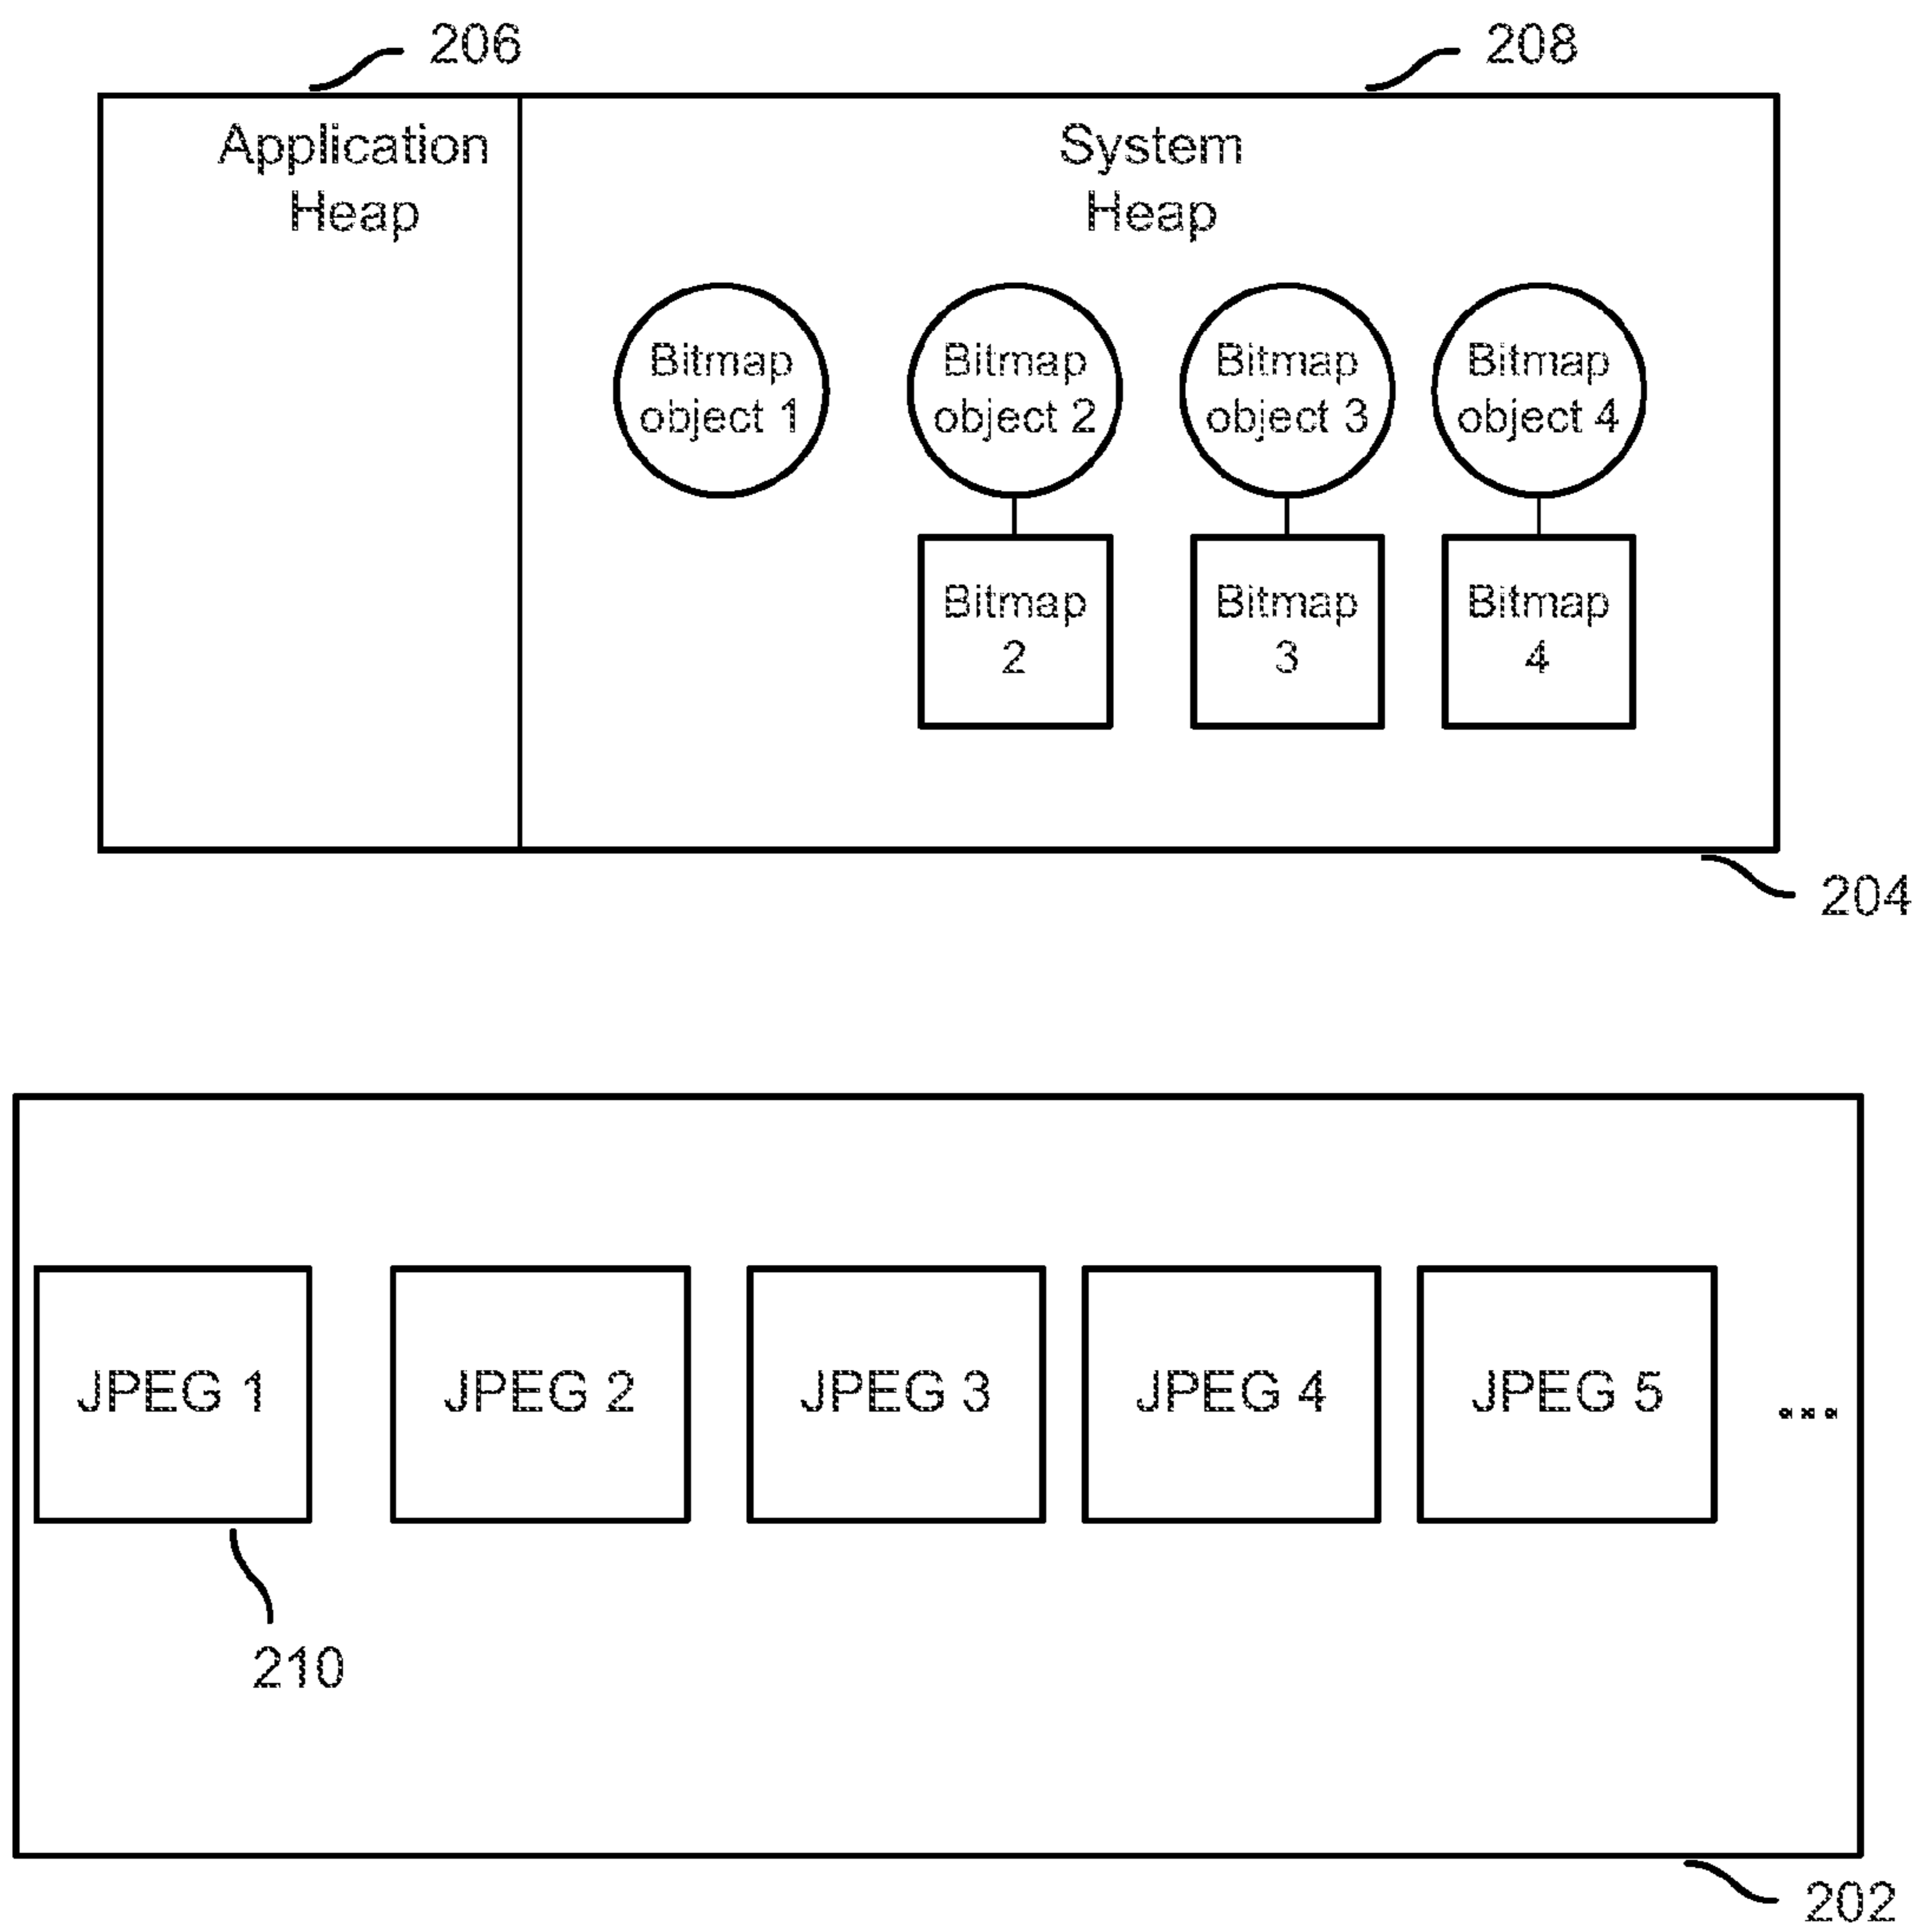 206
208
Application
Heap
System
Heap
Bitmap
object 1
Bitmap
object 2
Bitmap
object 3
Bitmap
object 4
Bitmap
2
Bitmap
3
Bitmap
4
204
JPEG 1
JPEG 2
JPEG 3
JPEG 4
JPEG 5
...
210
202